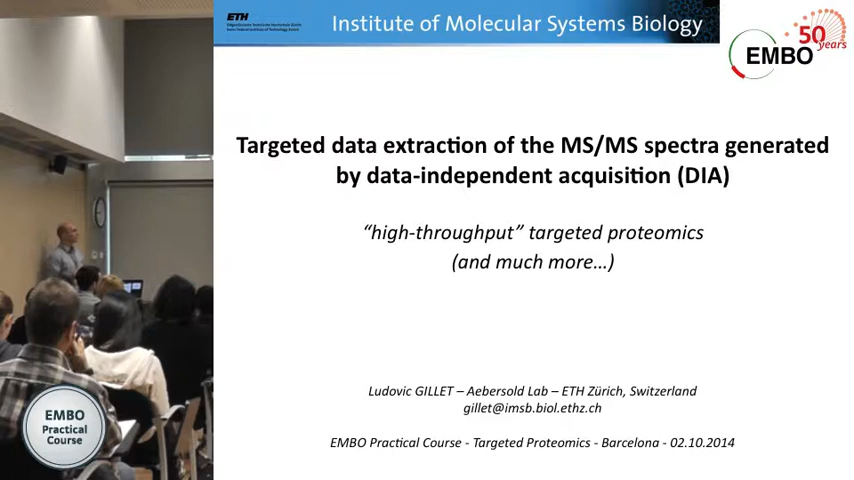 ETH
Institute of Molecular Systems Biology
50
years
EMBO
Targeted data extraction of the MS/MS spectra generated
by data-independent acquisition (DIA)
“high-throughput” targeted proteomics
(and much more…)
Ludovic GILLET – Aebersold Lab – ETH Zürich, Switzerland
gillet@imsb.biol.ethz.ch
EMBO Practical Course - Targeted Proteomics - Barcelona - 02.10.2014
EMBO
Practical
Course